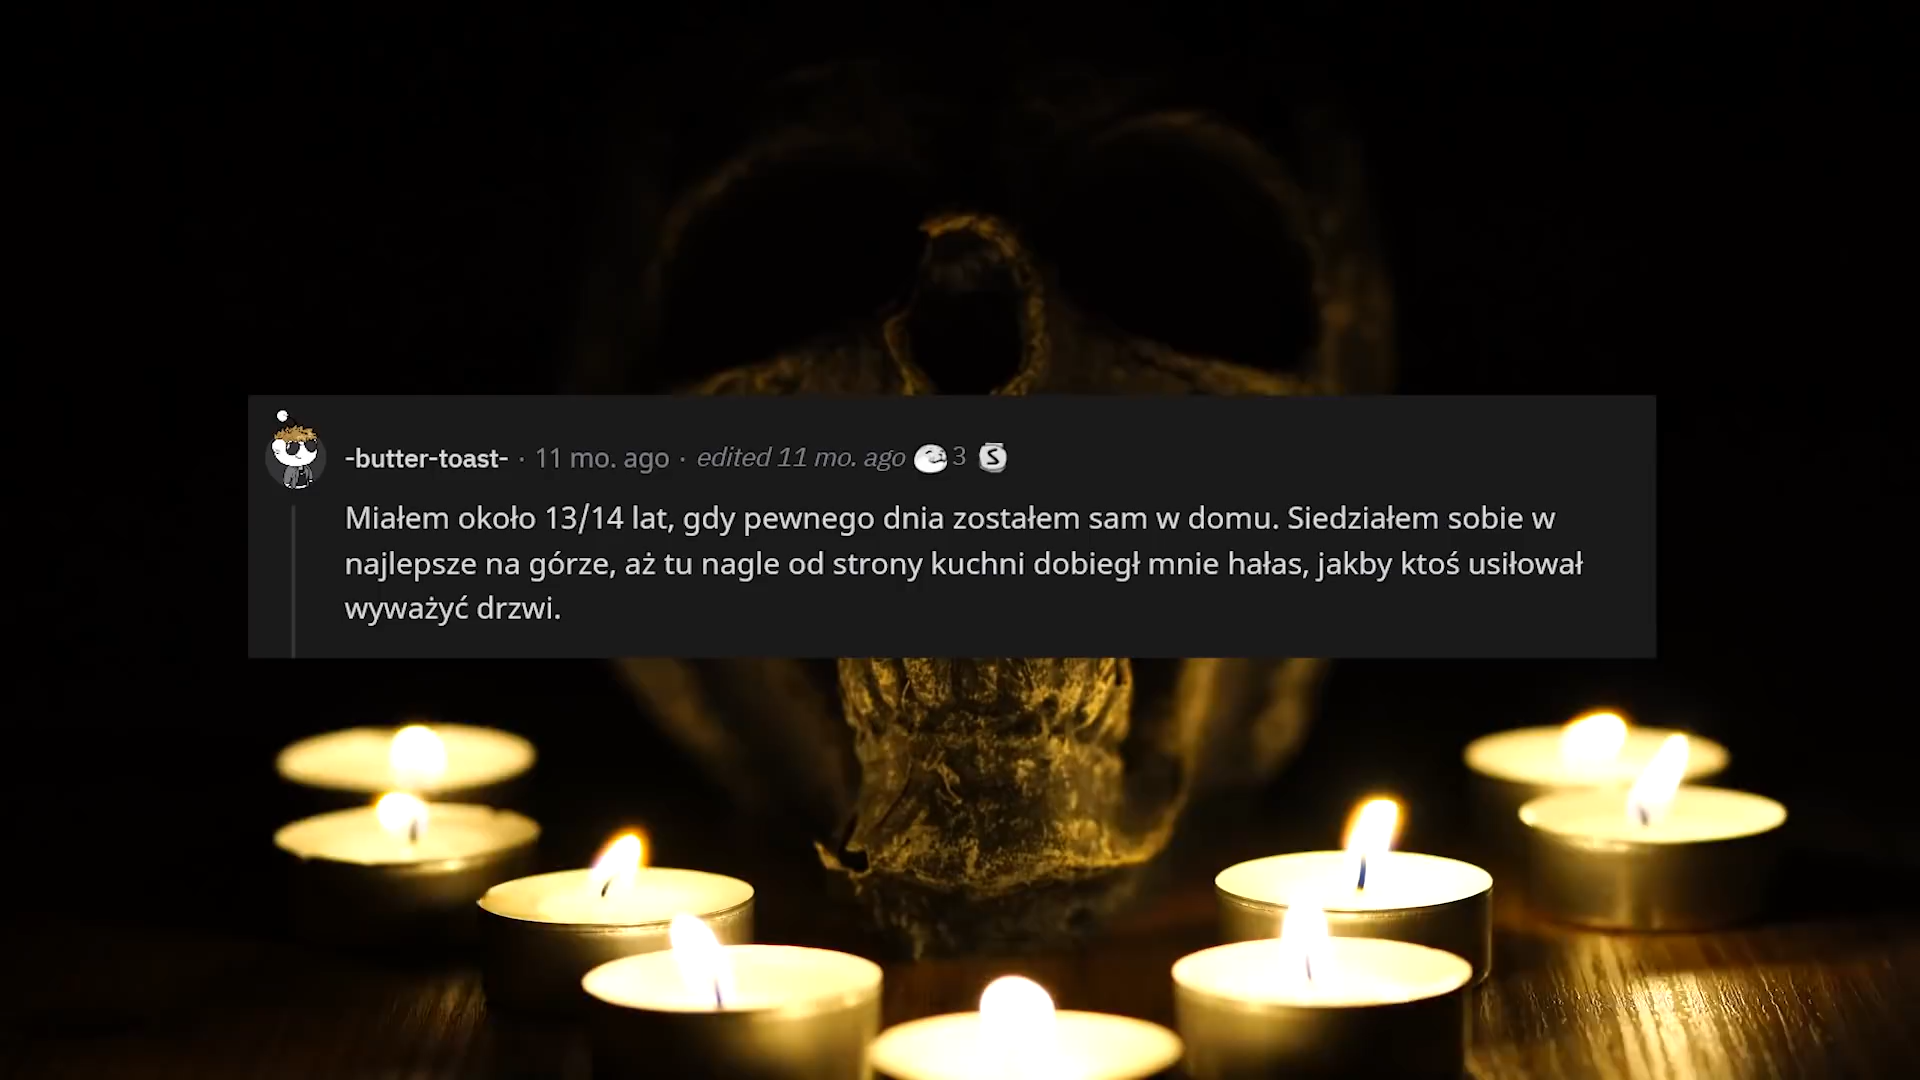 -butter-toast- · 11 mo. ago · edited 11 mo. ago 3 S
Miałem około 13/14 lat, gdy pewnego dnia zostałem sam w domu. Siedziałem sobie w
najlepsze na górze, aż tu nagle od strony kuchni dobiegł mnie hałas, jakby ktoś usiłował
wyważyć drzwi.